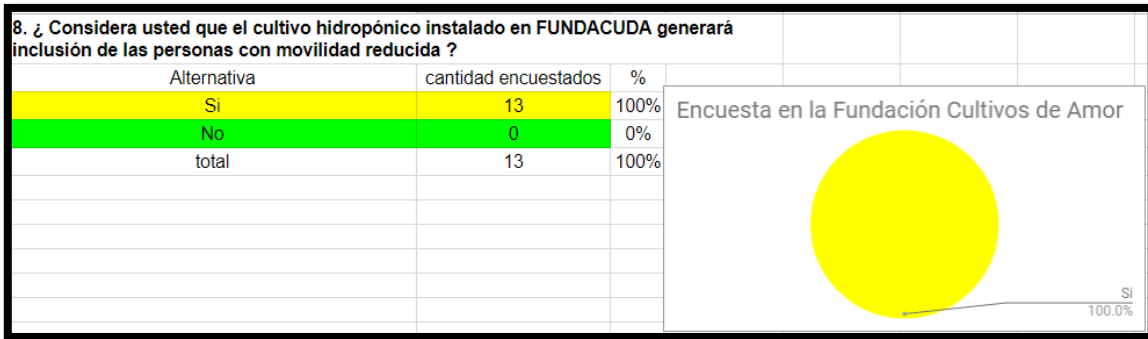 8. ¿ Considera usted que el cultivo hidropónico instalado en FUNDACUDA generará
inclusión de las personas con movilidad reducida ?
Alternativa cantidad encuestados %
Si 13 100%
No 0 0%
total 13 100%
Encuesta en la Fundación Cultivos de Amor
Si
100.0%